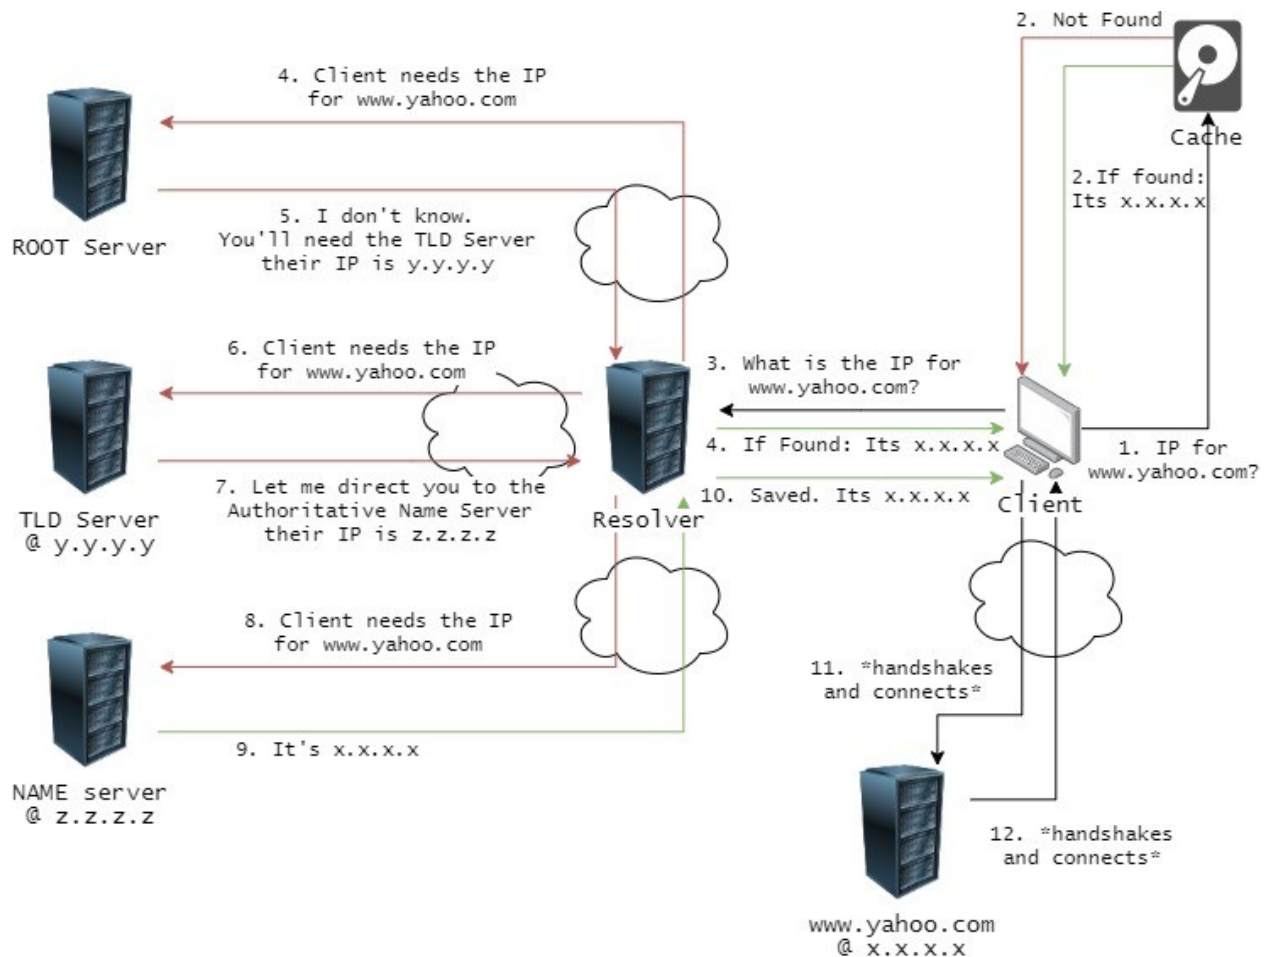 2. Not Found
4. Client needs the IP
for www.yahoo.com
Cache
2.If found:
Its x.x.x.x
5. I don't know.
You'll need the TLD Server
their IP is y.y.y.y
ROOT Server
6. Client needs the IP
for www.yahoo.com
3. What is the IP for
www.yahoo.com?
4. If Found: Its x.x.x.x
1. IP for
www.yahoo.com?
7. Let me direct you to the
Authoritative Name Server
their IP is z.z.z.z
10. Saved. Its x.x.x.x
Client
Resolver
TLD Server
@ y.y.y.y
8. Client needs the IP
for www.yahoo.com
11. *handshakes
and connects*
9. It's x.x.x.x
NAME server
@ z.z.z.z
12. *handshakes
and connects*
www.yahoo.com
@ x.x.x.x